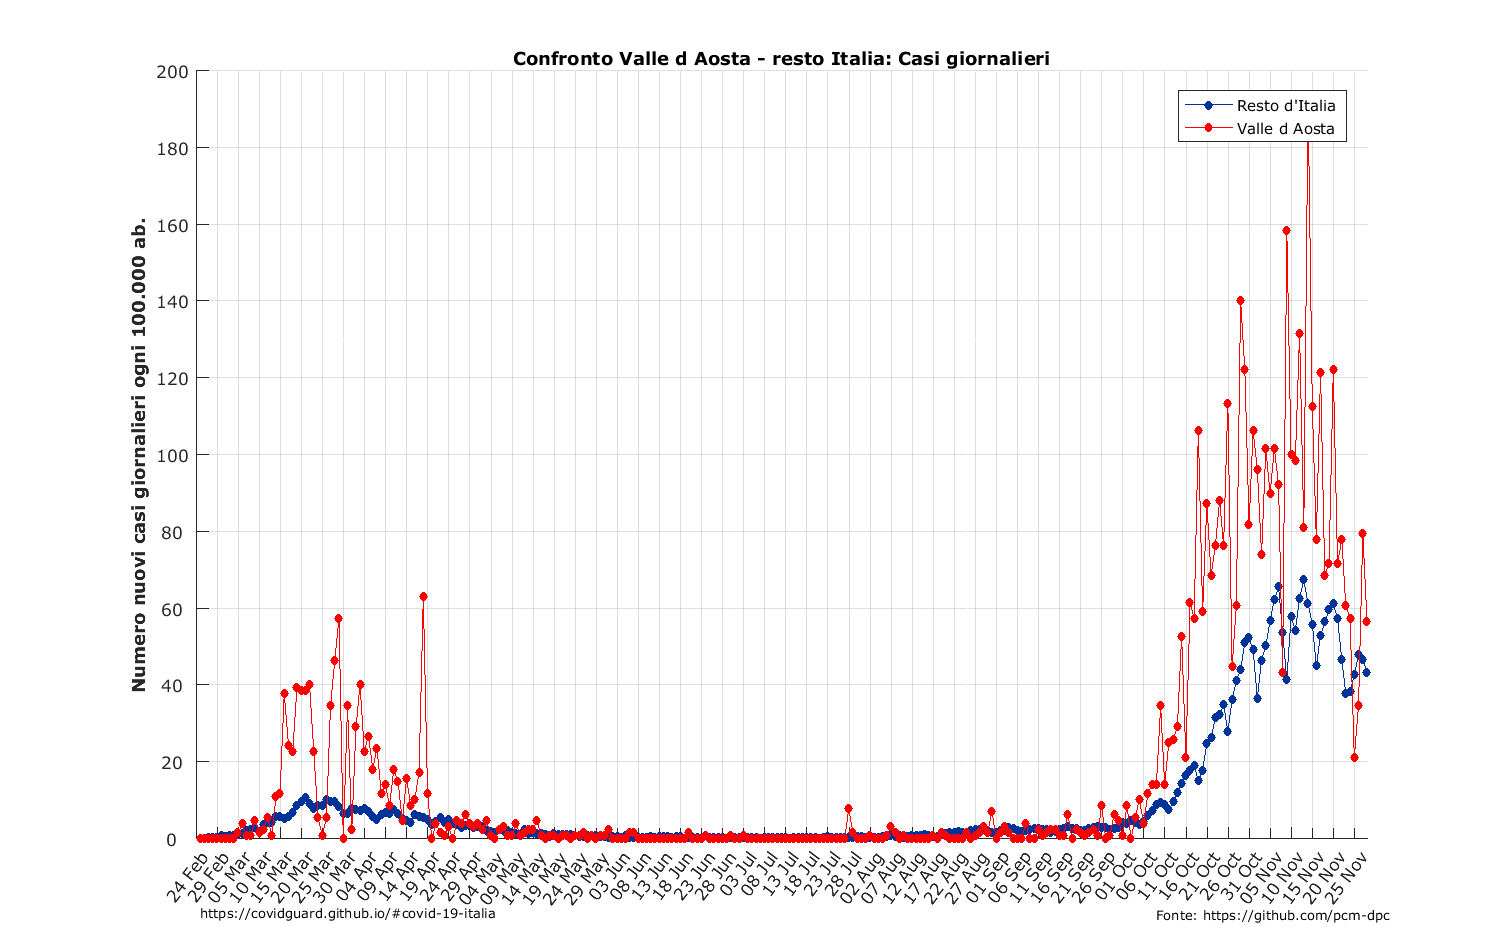 Confronto Valle d Aosta - resto Italia: Casi giornalieri
Resto d'Italia
Valle d Aosta
Numero nuovi casi giornalieri ogni 100.000 ab.
200
180
160
140
120
100
80
60
40
20
0
24 Feb
29 Feb
05 Mar
10 Mar
15 Mar
20 Mar
25 Mar
30 Mar
04 Apr
09 Apr
14 Apr
19 Apr
24 Apr
29 Apr
04 May
09 May
14 May
19 May
24 May
29 May
03 Jun
08 Jun
13 Jun
18 Jun
23 Jun
28 Jun
03 Jul
08 Jul
13 Jul
18 Jul
23 Jul
28 Jul
02 Aug
07 Aug
12 Aug
17 Aug
22 Aug
27 Aug
01 Sep
06 Sep
11 Sep
16 Sep
21 Sep
26 Sep
01 Oct
06 Oct
11 Oct
16 Oct
21 Oct
26 Oct
31 Oct
05 Nov
10 Nov
15 Nov
20 Nov
25 Nov
https://covidguard.github.io/#covid-19-italia
Fonte: https://github.com/pcm-dpc